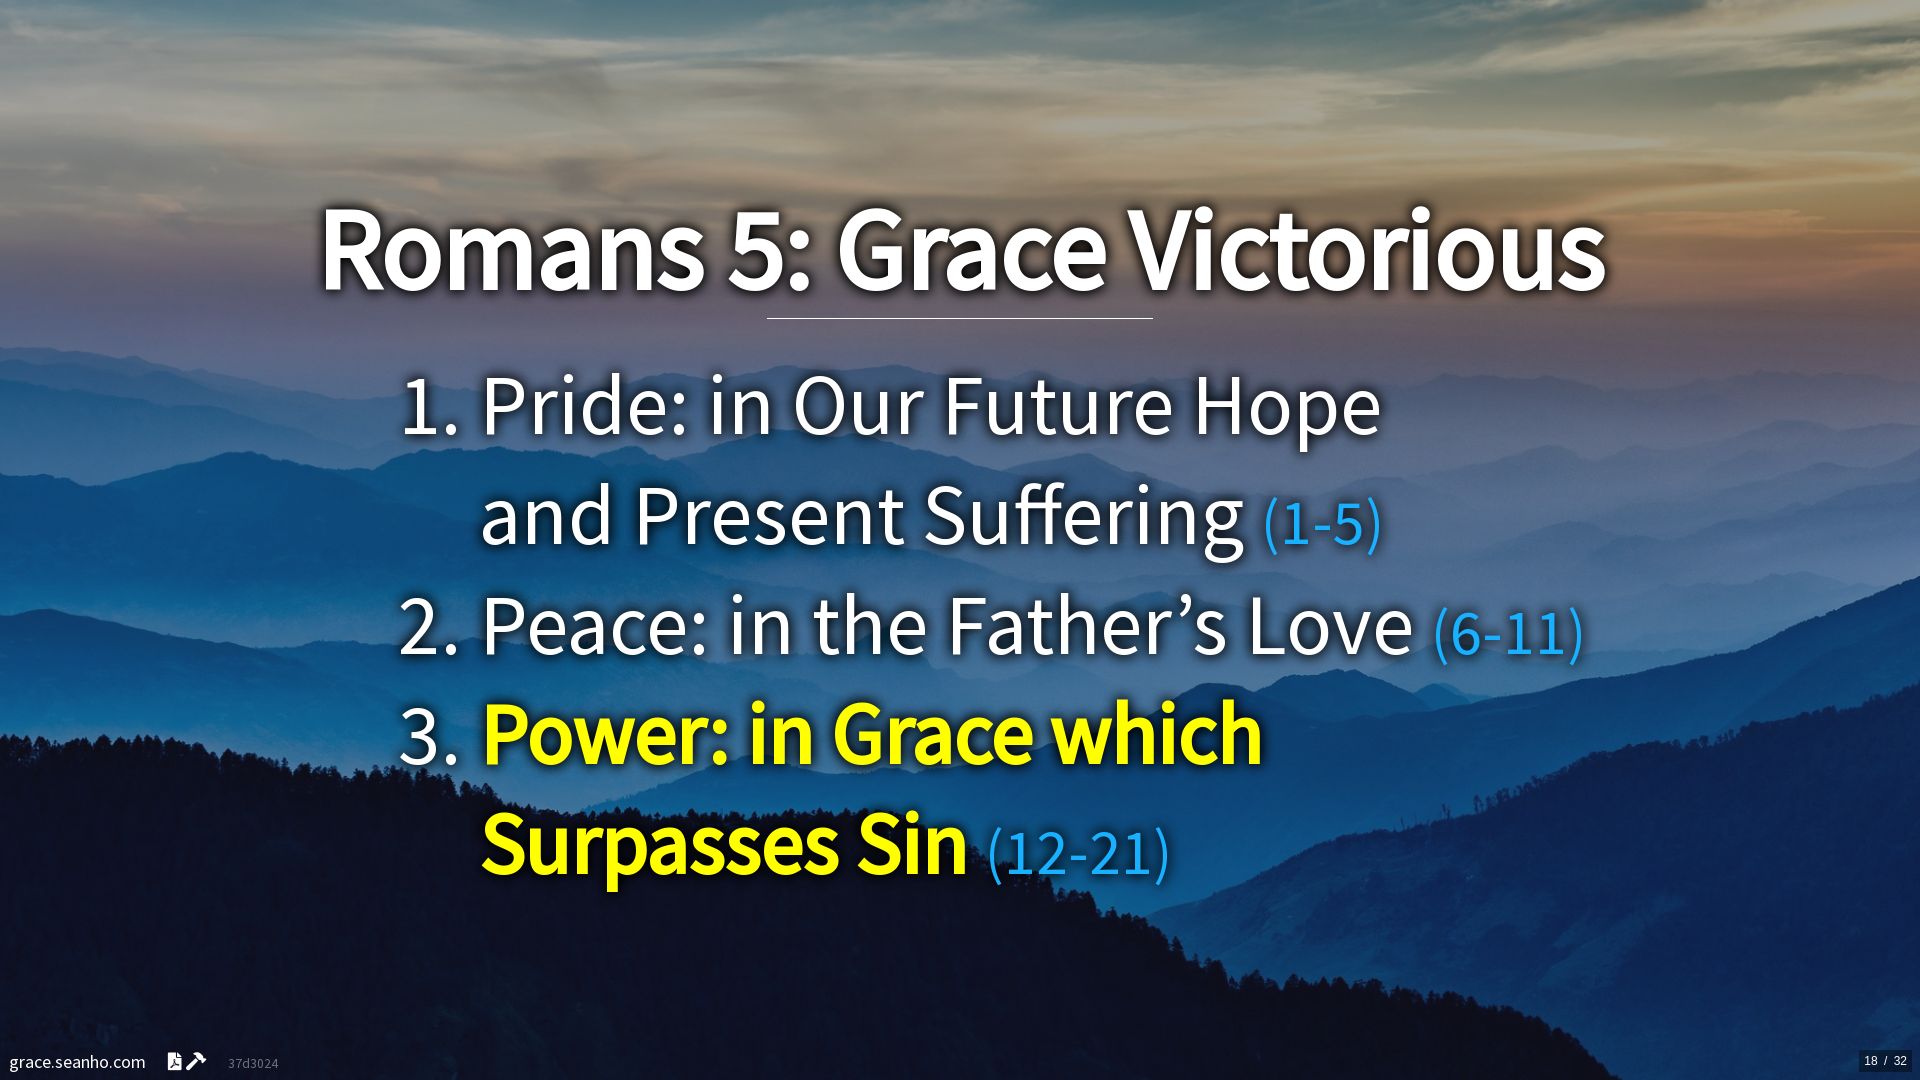 Romans 5: Grace Victorious
1. Pride: in Our Future Hope
and Present Suffering (1-5)
2. Peace: in the Father’s Love (6-11)
3. Power: in Grace which
Surpasses Sin (12-21)
grace.seanho.com 37d3024
18 / 32